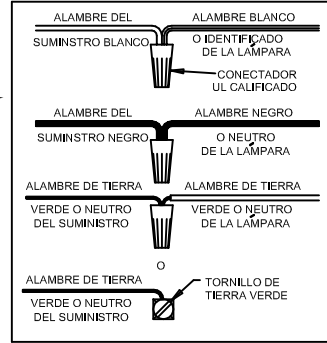 ALAMBRE DEL ALAMBRE BLANCO
SUMINSTRO BLANCO O IDENTIFICADO
DE LA LÁMPARA
CONECTADOR
UL CALIFICADO
ALAMBRE DEL ALAMBRE NEGRO
SUMINSTRO NEGRO O NEUTRO
DE LA LÁMPARA
ALAMBRE DE TIERRA ALAMBRE DE TIERRA
VERDE O NEUTRO VERDE O NEUTRO
DEL SUMINISTRO DE LA LÁMPARA
O
ALAMBRE DE TIERRA TORNILLO DE
TIERRA VERDE
VERDE O NEUTRO
DEL SUMINISTRO